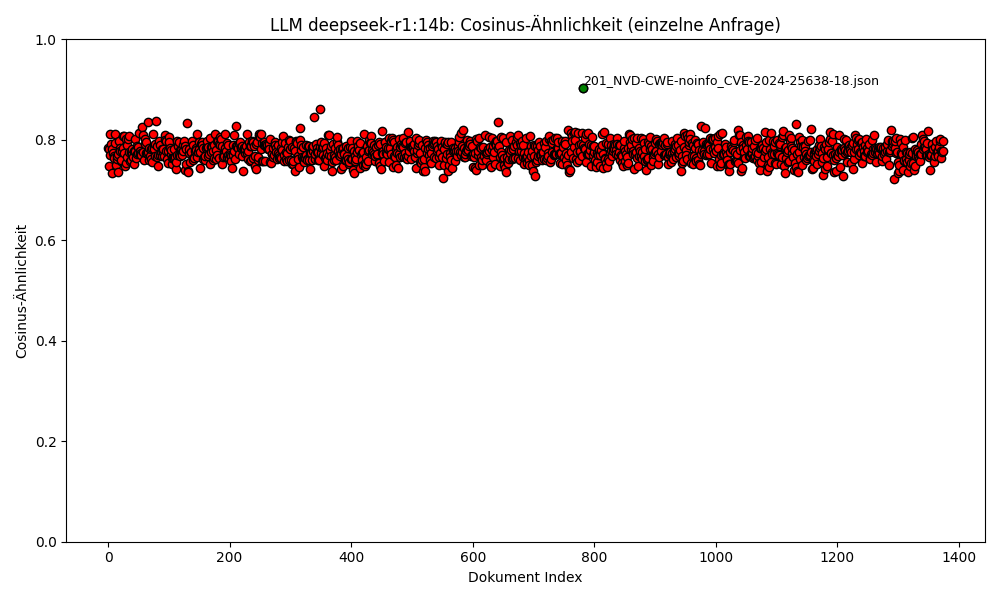 LLM deepseek-r1:14b: Cosinus-Ähnlichkeit (einzelne Anfrage)
1.0
201_NVD-CWE-noinfo_CVE-2024-25638-18.json
0.8
0.6
Cosinus-Ähnlichkeit
0.4
0.2
0.0
0 200 400 600 800 1000 1200 1400
Dokument Index